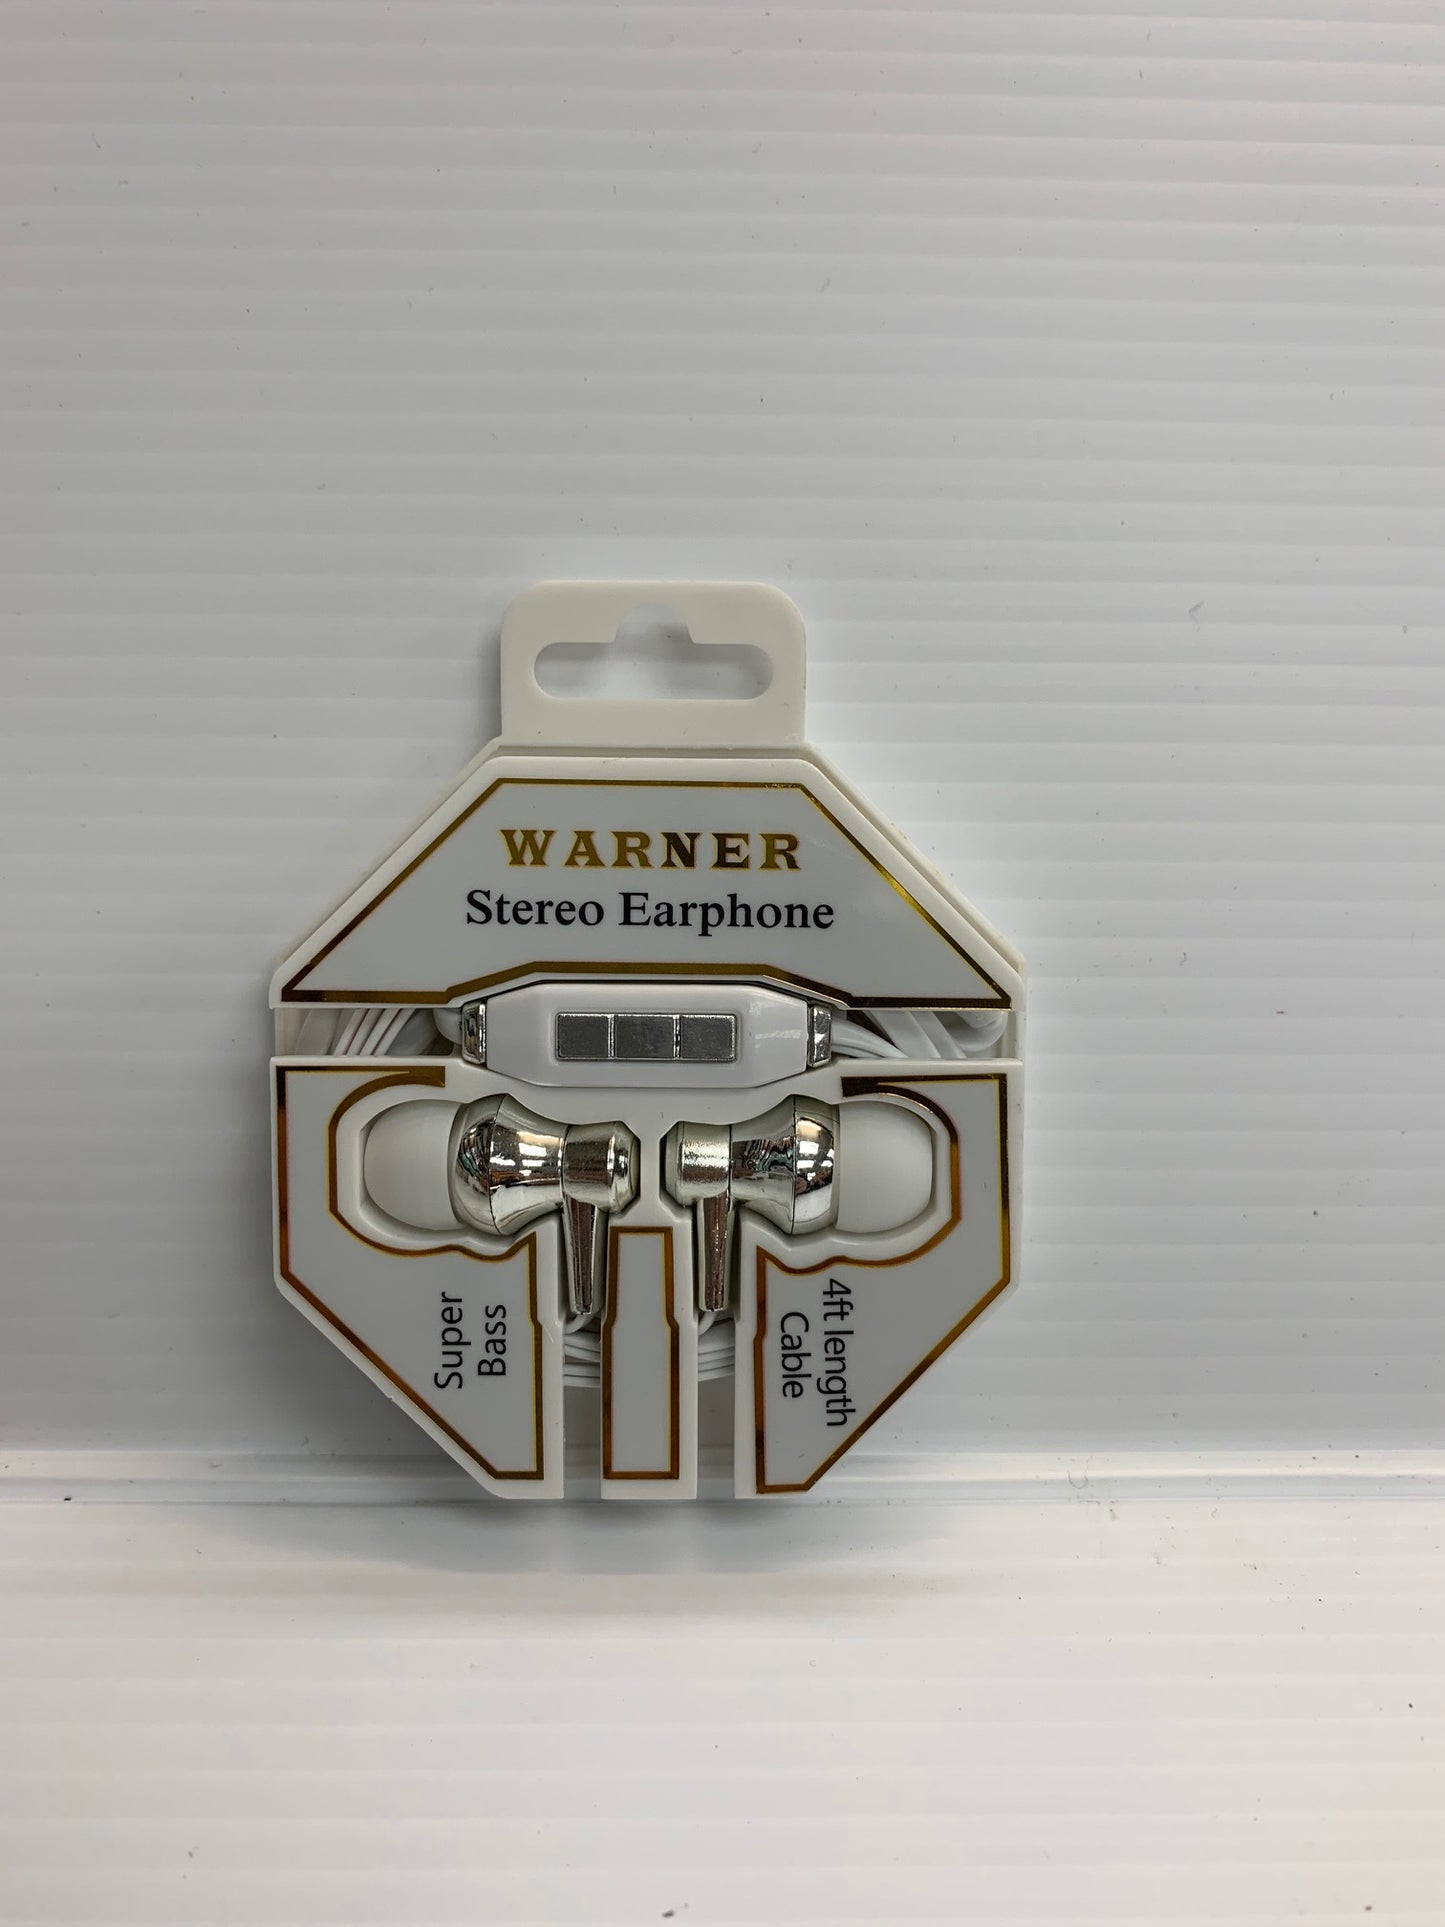 WARNER
Stereo Earphone
Super
Bass
4ft length
Cable